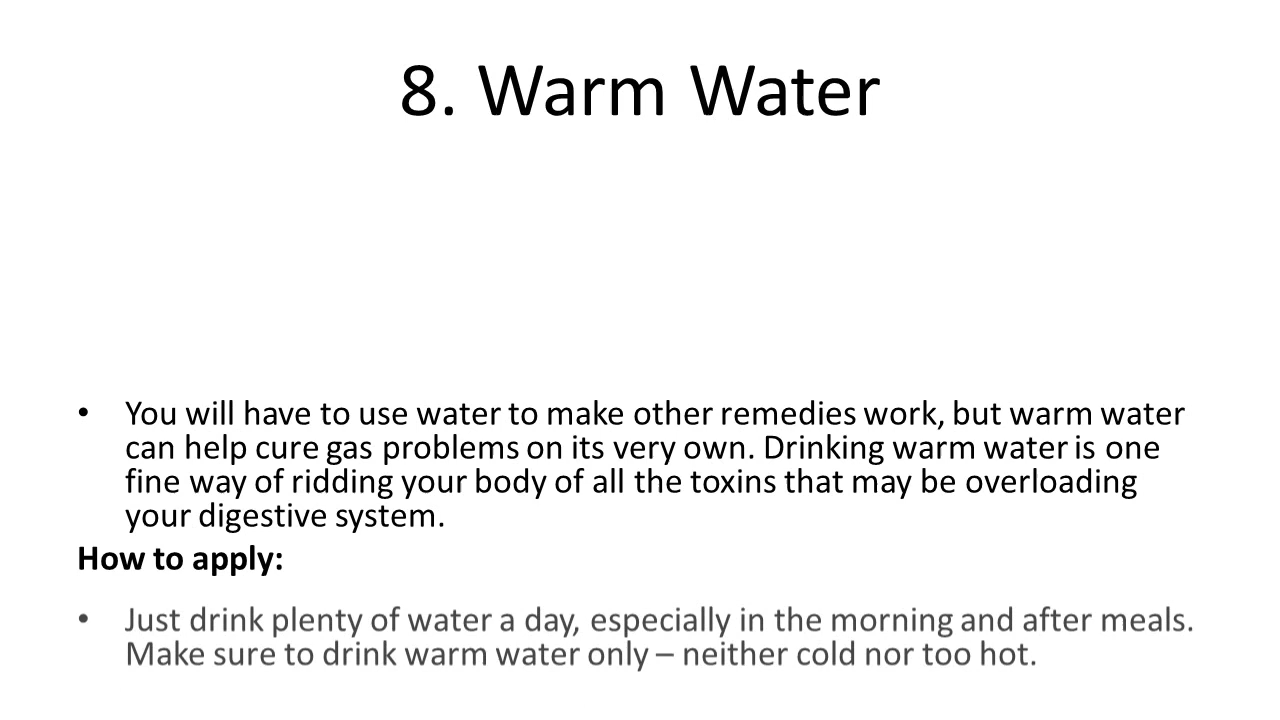 8. Warm Water
• You will have to use water to make other remedies work, but warm water
can help cure gas problems on its very own. Drinking warm water is one
fine way of ridding your body of all the toxins that may be overloading
your digestive system.
How to apply:
• Just drink plenty of water a day, especially in the morning and after meals.
Make sure to drink warm water only – neither cold nor too hot.